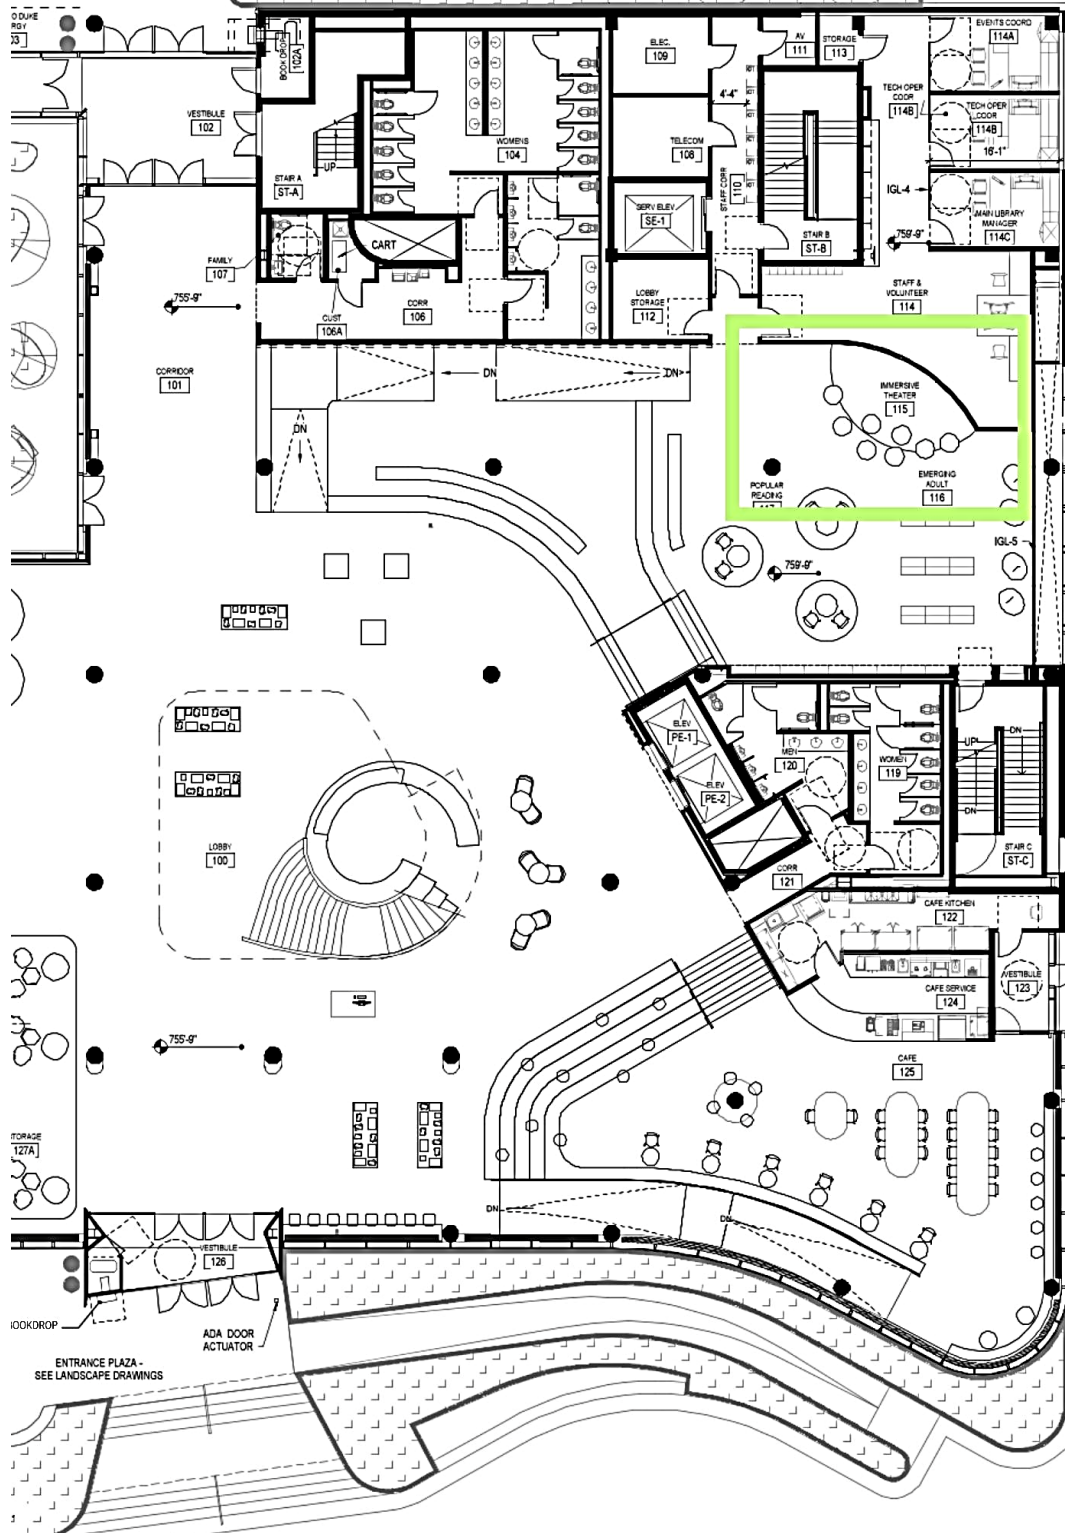 O DUKE
RGY
03
BOOK DROP
102A
VESTIBULE
102
STAIR A
ST-A
UP
WOMENS
104
ELEC.
109
AV
111
STORAGE
113
EVENTS COORD
114A
TECH OPER
COOR
114B
TECH OPER
COOR
114B
4'-4"
16'-1"
TELECOM
108
STAFF CORR
110
IGL-4
SERV ELEV
SE-1
STAIR B
ST-B
MAIN LIBRARY
MANAGER
114C
759'-9"
FAMILY
107
CART
CUST
106A
CORR
106
LOBBY
STORAGE
112
STAFF &
VOLUNTEER
114
755'-9"
CORRIDOR
101
DN
DN
DN
IMMERSIVE
THEATER
115
EMERGING
ADULT
116
POPULAR
READING
IGL-5
759'-9"
ELEV
PE-1
ELEV
PE-2
MEN
120
WOMEN
119
UP
DN
DN
STAIR C
ST-C
LOBBY
100
CORR
121
CAFE KITCHEN
122
VESTIBULE
123
CAFE SERVICE
124
755'-9"
CAFE
125
STORAGE
127A
DN
DN
VESTIBULE
126
BOOKDROP
ADA DOOR
ACTUATOR
ENTRANCE PLAZA -
SEE LANDSCAPE DRAWINGS